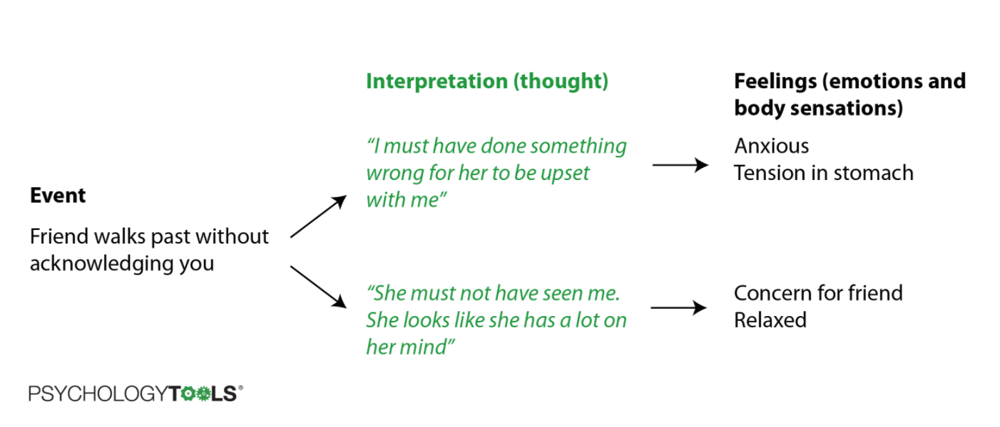 Interpretation (thought)
Feelings (emotions and
body sensations)
“I must have done something
wrong for her to be upset
with me”
Anxious
Tension in stomach
Event
Friend walks past without
acknowledging you
“She must not have seen me.
She looks like she has a lot on
her mind”
Concern for friend
Relaxed
PSYCHOLOGYTOOLS®